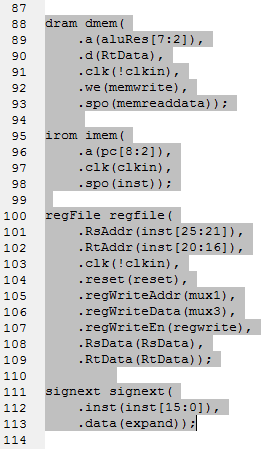 87
88 dram dmem(
89 .a(aluRes[7:2]),
90 .d(RtData),
91 .clk(!clkin),
92 .we(memwrite),
93 .spo(memreaddata));
94
95 irom imem(
96 .a(pc[8:2]),
97 .clk(clkin),
98 .spo(inst));
99
100 regFile regfile(
101 .RsAddr(inst[25:21]),
102 .RtAddr(inst[20:16]),
103 .clk(!clkin),
104 .reset(reset),
105 .regWriteAddr(mux1),
106 .regWriteData(mux3),
107 .regWriteEn(regwrite),
108 .RsData(RsData),
109 .RtData(RtData));
110
111 signext signext(
112 .inst(inst[15:0]),
113 .data(expand));
114